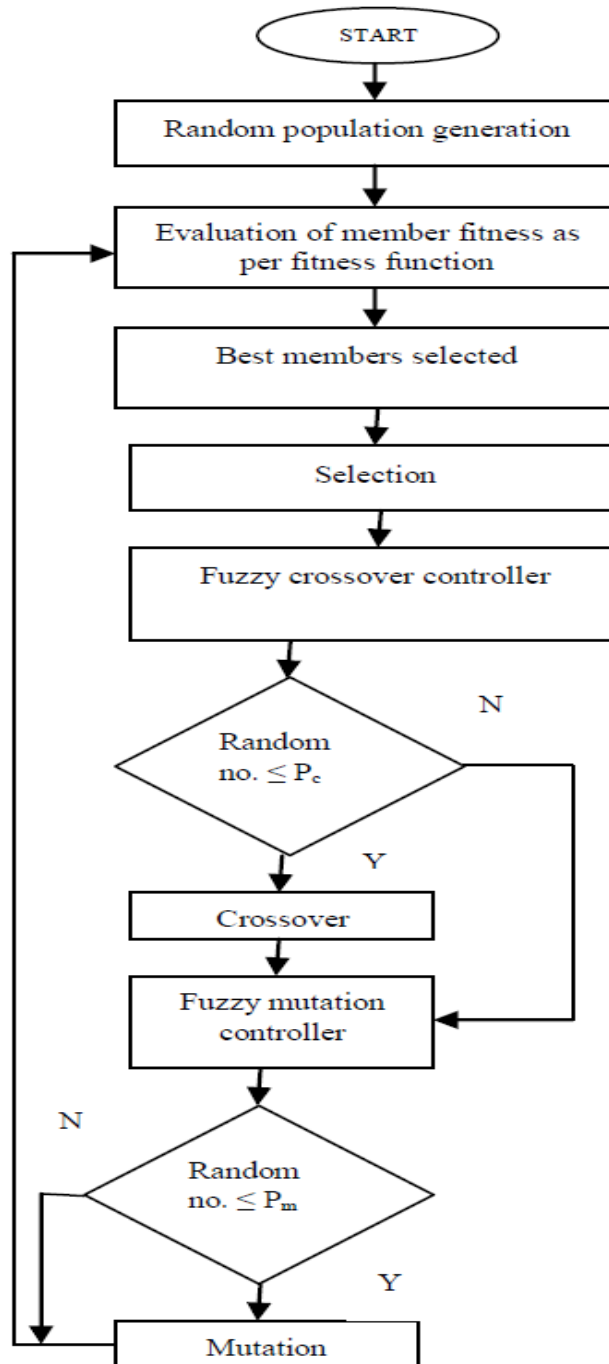 START
Random population generation
Evaluation of member fitness as
per fitness function
Best members selected
Selection
Fuzzy crossover controller
N
Random
no. ≤ Pc
Y
Crossover
Fuzzy mutation
controller
N
Random
no. ≤ Pm
Y
Mutation